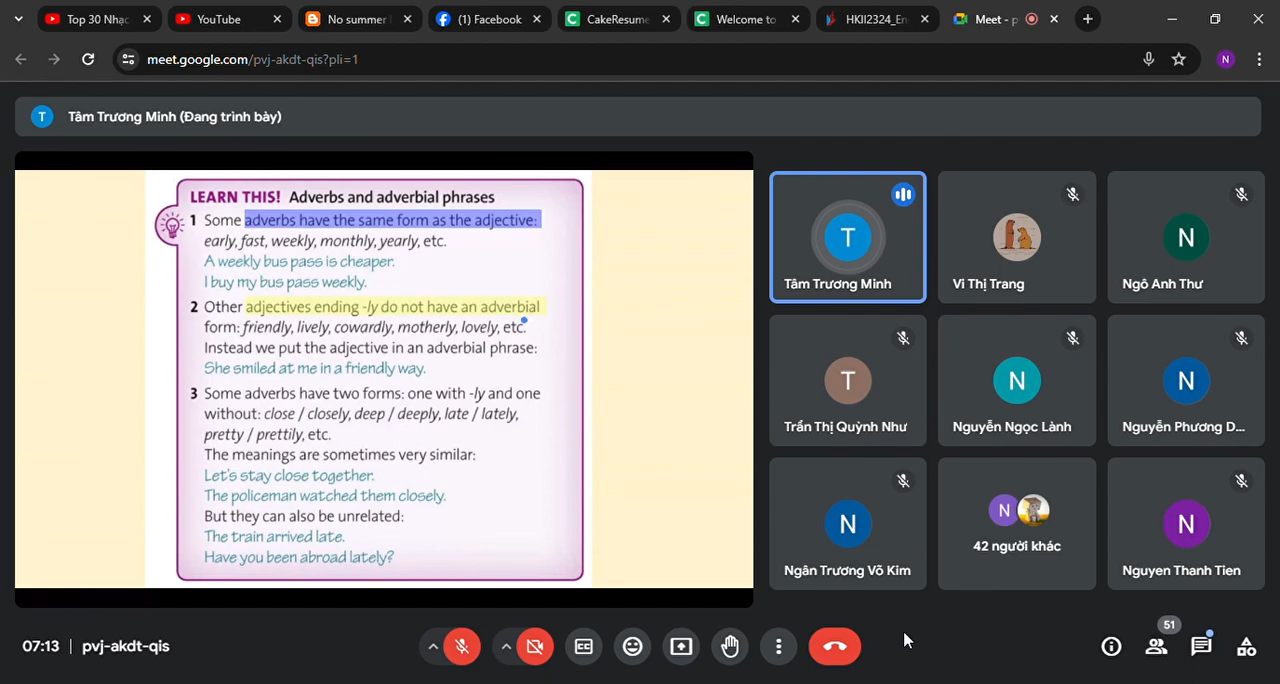 Top 30 Nhạc
YouTube
No summer
(1) Facebook
CakeResume
Welcome to
HKII2324_En
Meet - p
meet.google.com/pvj-akdt-qis?pli=1
N
T
Tâm Trương Minh (Đang trình bày)
LEARN THIS! Adverbs and adverbial phrases
1 Some adverbs have the same form as the adjective:
early, fast, weekly, monthly, yearly, etc.
A weekly bus pass is cheaper.
I buy my bus pass weekly.
2 Other adjectives ending -ly do not have an adverbial
form: friendly, lively, cowardly, motherly, lovely, etc.
Instead we put the adjective in an adverbial phrase:
She smiled at me in a friendly way.
3 Some adverbs have two forms: one with -ly and one
without: close / closely, deep / deeply, late / lately,
pretty / prettily, etc.
The meanings are sometimes very similar:
Let's stay close together.
The policeman watched them closely.
But they can also be unrelated:
The train arrived late.
Have you been abroad lately?
T
Tâm Trương Minh
Vi Thị Trang
N
Ngô Anh Thư
T
Trần Thị Quỳnh Như
N
Nguyễn Ngọc Lành
N
Nguyễn Phương D...
N
Ngân Trương Võ Kim
N
42 người khác
N
Nguyen Thanh Tien
07:13 | pvj-akdt-qis
CC
51